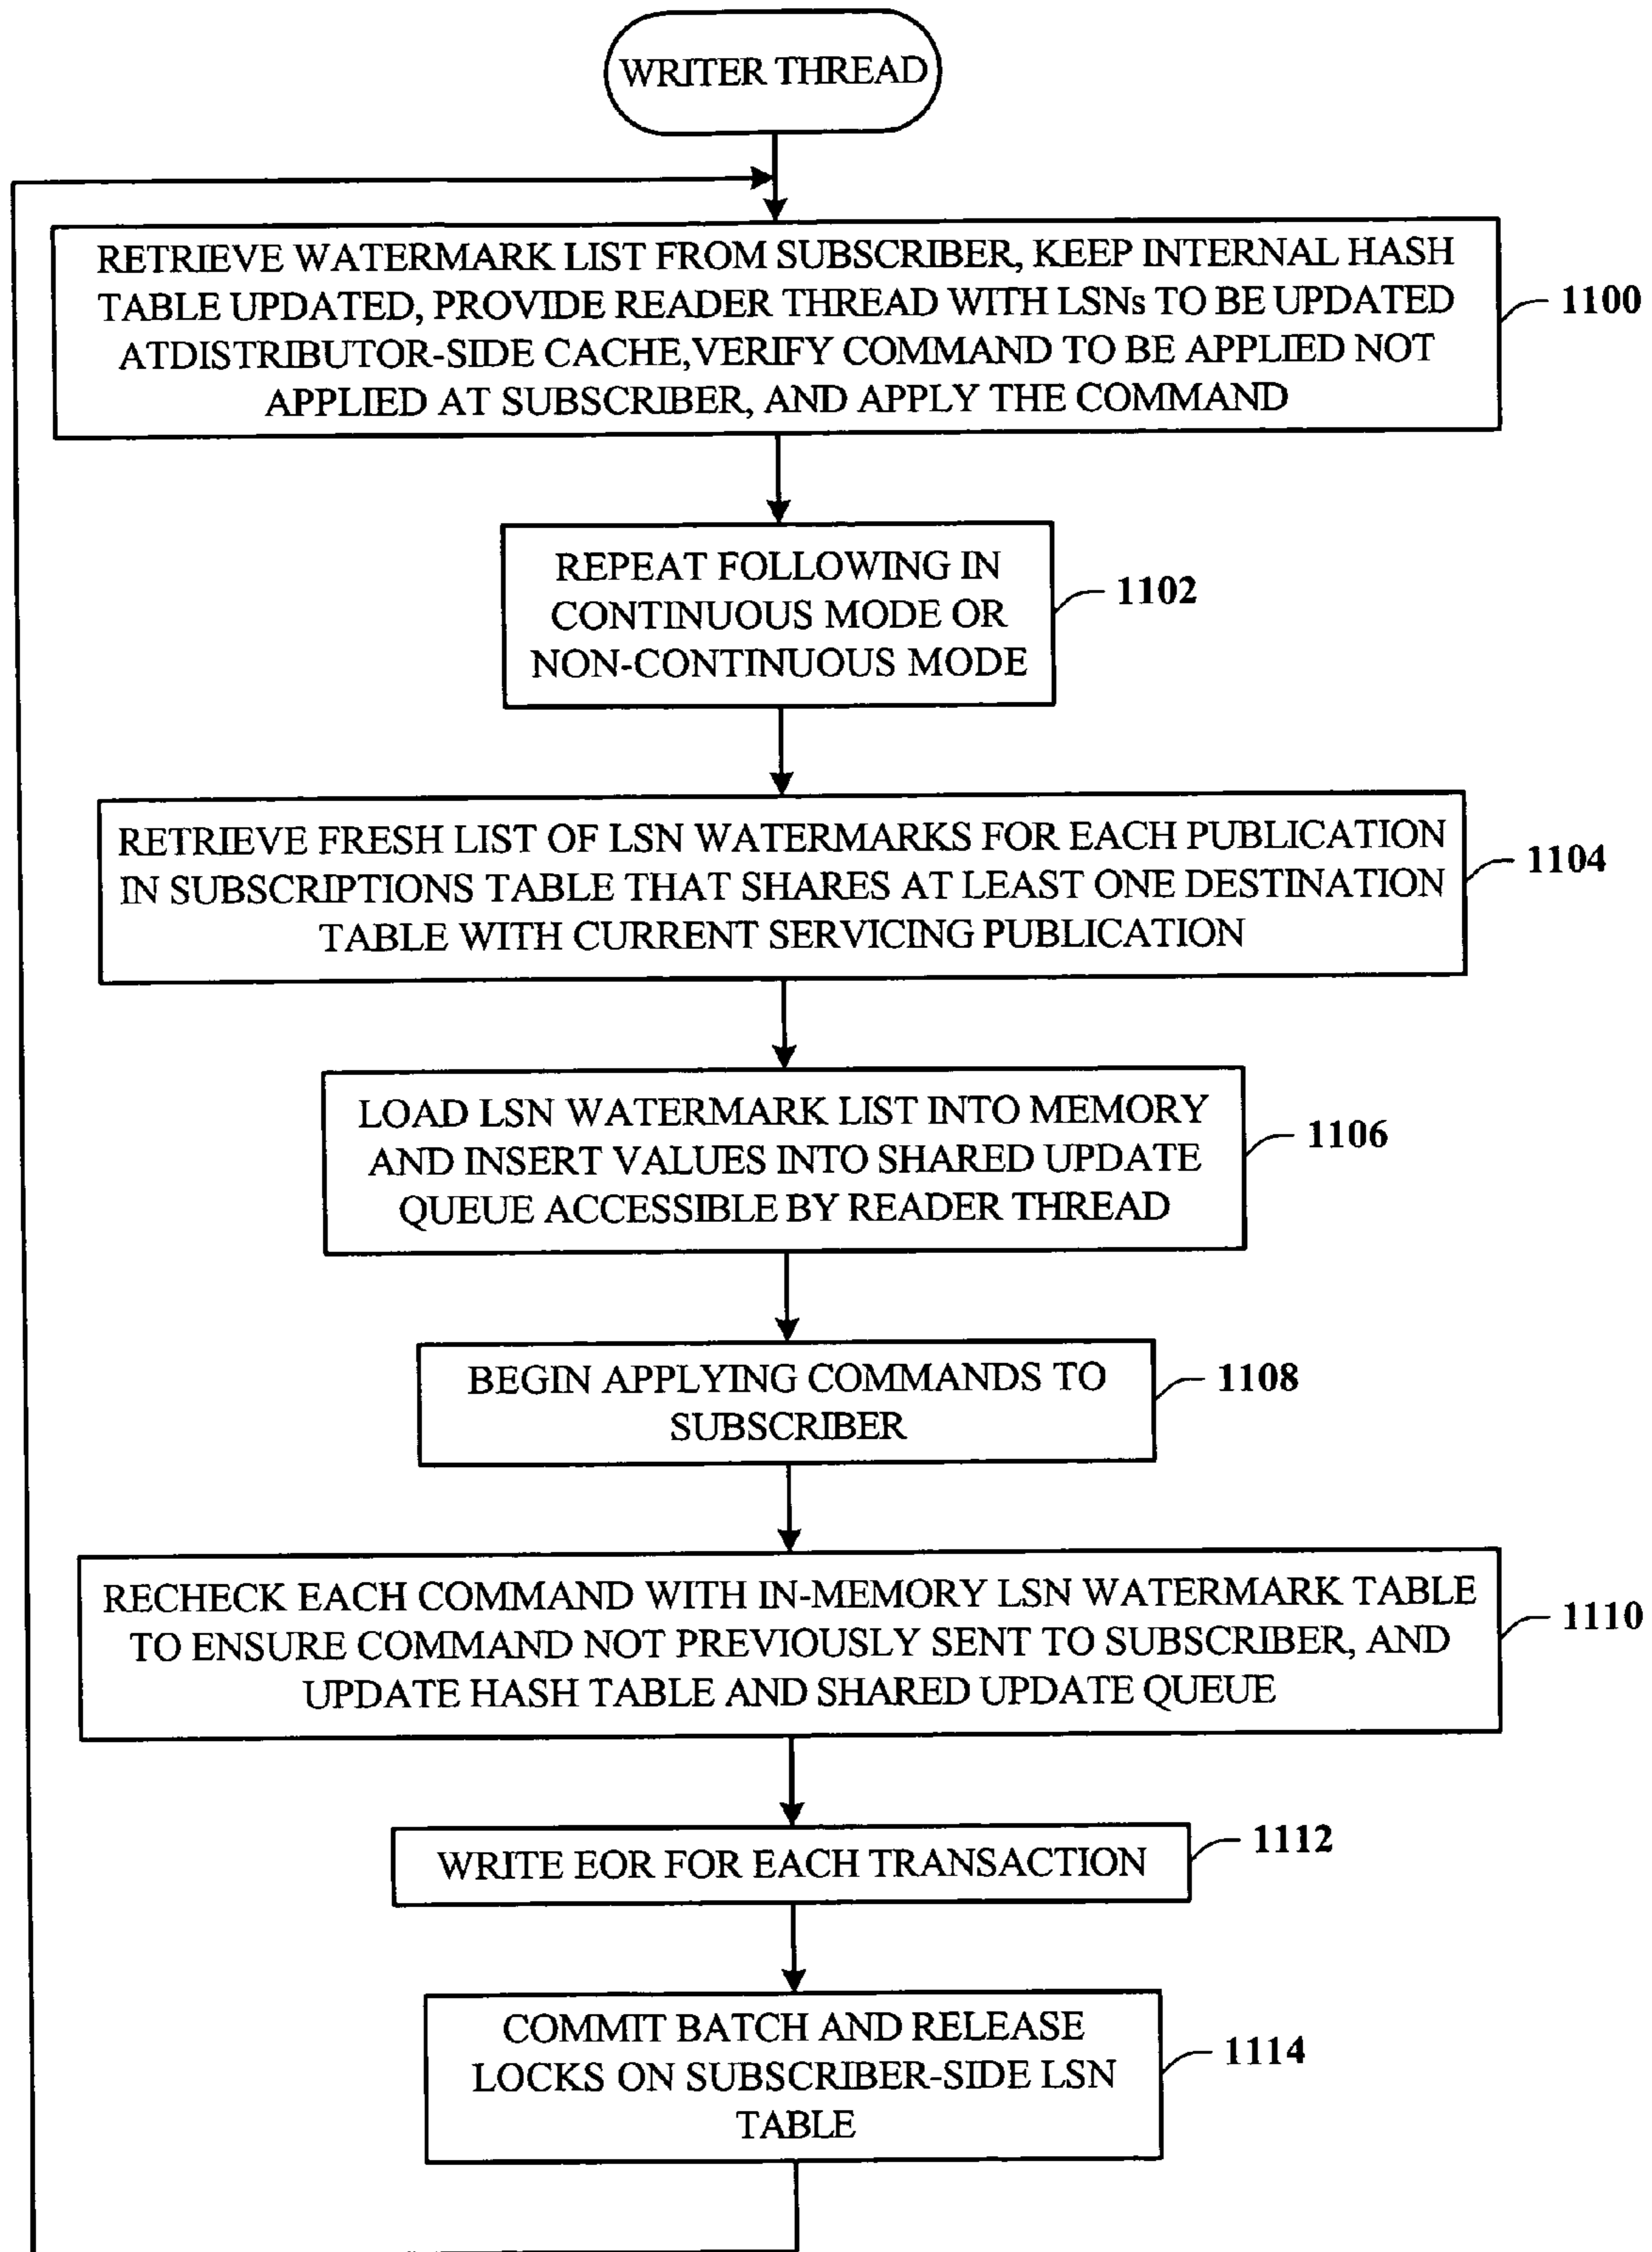 WRITER THREAD
RETRIEVE WATERMARK LIST FROM SUBSCRIBER, KEEP INTERNAL HASH
TABLE UPDATED, PROVIDE READER THREAD WITH LSNs TO BE UPDATED
ATDISTRIBUTOR-SIDE CACHE,VERIFY COMMAND TO BE APPLIED NOT
APPLIED AT SUBSCRIBER, AND APPLY THE COMMAND
1100
REPEAT FOLLOWING IN
CONTINUOUS MODE OR
NON-CONTINUOUS MODE
1102
RETRIEVE FRESH LIST OF LSN WATERMARKS FOR EACH PUBLICATION
IN SUBSCRIPTIONS TABLE THAT SHARES AT LEAST ONE DESTINATION
TABLE WITH CURRENT SERVICING PUBLICATION
1104
LOAD LSN WATERMARK LIST INTO MEMORY
AND INSERT VALUES INTO SHARED UPDATE
QUEUE ACCESSIBLE BY READER THREAD
1106
BEGIN APPLYING COMMANDS TO
SUBSCRIBER
1108
RECHECK EACH COMMAND WITH IN-MEMORY LSN WATERMARK TABLE
TO ENSURE COMMAND NOT PREVIOUSLY SENT TO SUBSCRIBER, AND
UPDATE HASH TABLE AND SHARED UPDATE QUEUE
1110
WRITE EOR FOR EACH TRANSACTION
1112
COMMIT BATCH AND RELEASE
LOCKS ON SUBSCRIBER-SIDE LSN
TABLE
1114